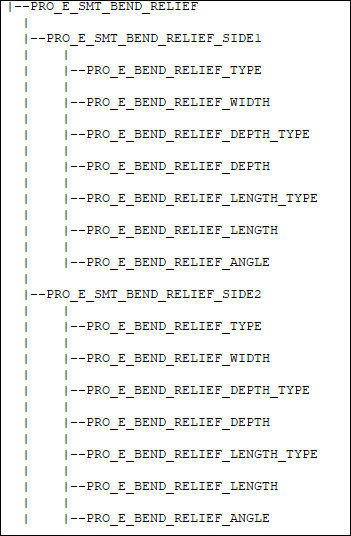 |--PRO_E_SMT_BEND_RELIEF
|--PRO_E_SMT_BEND_RELIEF_SIDE1
|--PRO_E_BEND_RELIEF_TYPE
|--PRO_E_BEND_RELIEF_WIDTH
|--PRO_E_BEND_RELIEF_DEPTH_TYPE
|--PRO_E_BEND_RELIEF_DEPTH
|--PRO_E_BEND_RELIEF_LENGTH_TYPE
|--PRO_E_BEND_RELIEF_LENGTH
|--PRO_E_BEND_RELIEF_ANGLE
|--PRO_E_SMT_BEND_RELIEF_SIDE2
|--PRO_E_BEND_RELIEF_TYPE
|--PRO_E_BEND_RELIEF_WIDTH
|--PRO_E_BEND_RELIEF_DEPTH_TYPE
|--PRO_E_BEND_RELIEF_DEPTH
|--PRO_E_BEND_RELIEF_LENGTH_TYPE
|--PRO_E_BEND_RELIEF_LENGTH
|--PRO_E_BEND_RELIEF_ANGLE